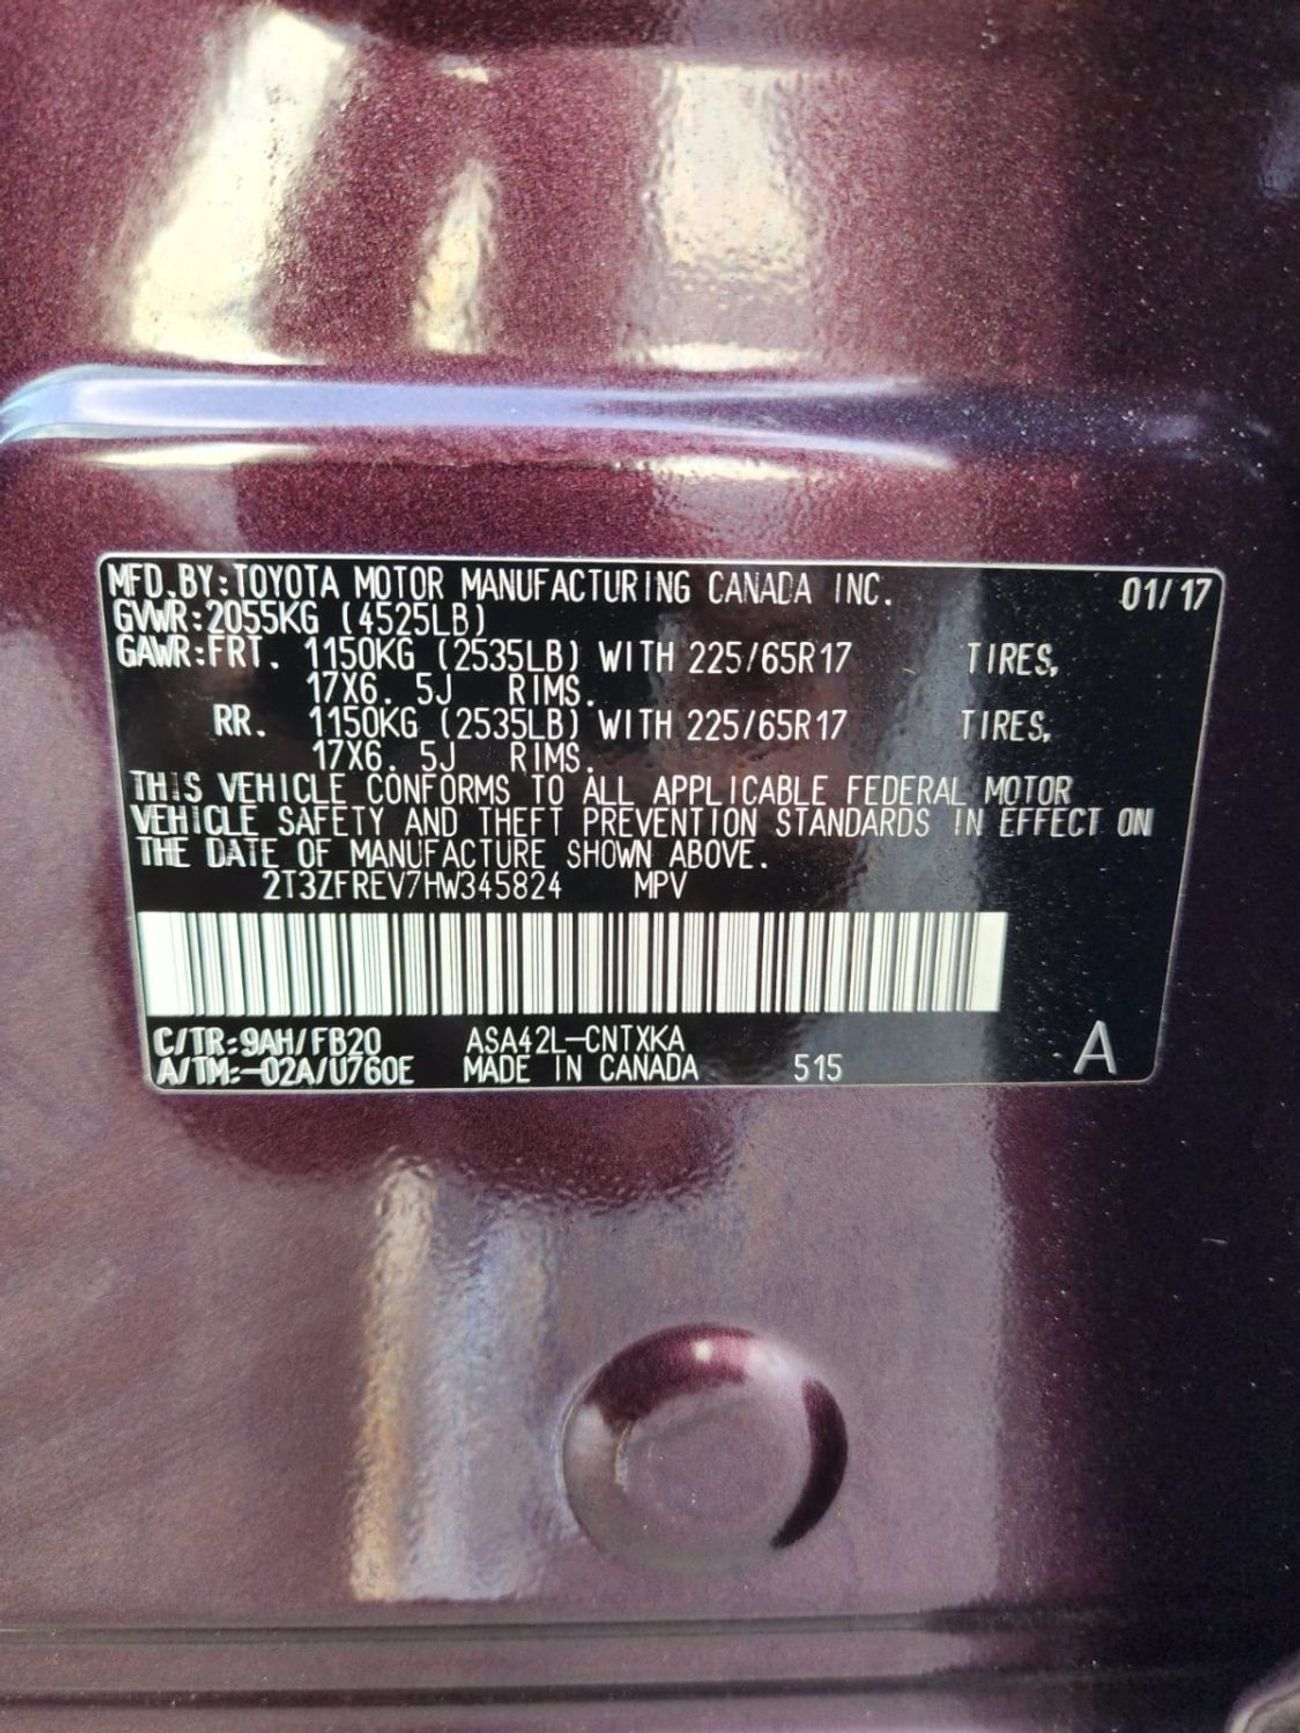 MFD.BY:TOYOTA MOTOR MANUFACTURING CANADA INC. 01/17
GVWR:2055KG (4525LB)
GAWR:FRT. 1150KG (2535LB) WITH 225/65R17 TIRES,
17X6. 5J RIMS.
RR. 1150KG (2535LB) WITH 225/65R17 TIRES,
17X6. 5J RIMS.
THIS VEHICLE CONFORMS TO ALL APPLICABLE FEDERAL MOTOR
VEHICLE SAFETY AND THEFT PREVENTION STANDARDS IN EFFECT ON
THE DATE OF MANUFACTURE SHOWN ABOVE.
2T3ZFREV7HW345824 MPV
C/TR:9AH/FB20 ASA42L-CNTXKA
A/TM:-02A/U760E MADE IN CANADA 515 A